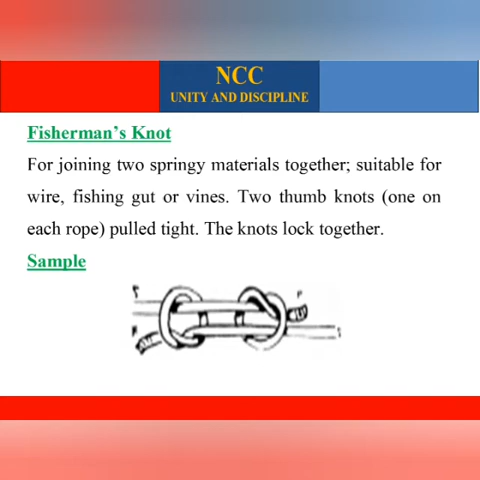 NCC
UNITY AND DISCIPLINE
Fisherman's Knot
For joining two springy materials together; suitable for
wire, fishing gut or vines. Two thumb knots (one on
each rope) pulled tight. The knots lock together.
Sample